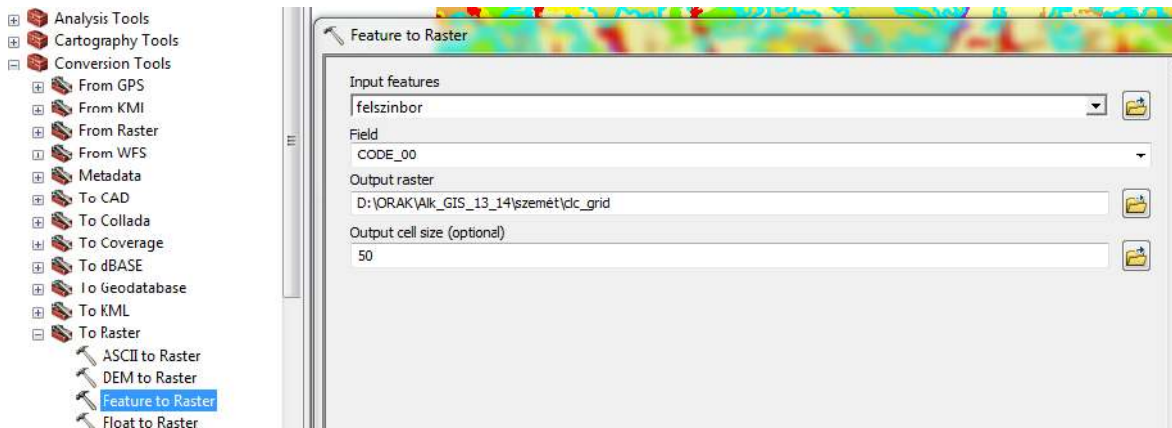 Analysis Tools
Cartography Tools
Conversion Tools
From GPS
From KML
From Raster
From WFS
Metadata
To CAD
To Collada
To Coverage
To dBASE
To Geodatabase
To KML
To Raster
ASCII to Raster
DEM to Raster
Feature to Raster
Float to Raster
Feature to Raster
Input features
felszinbor
Field
CODE_00
Output raster
D:\ORAK\Alk_GIS_13_14\szemét\clc_grid
Output cell size (optional)
50